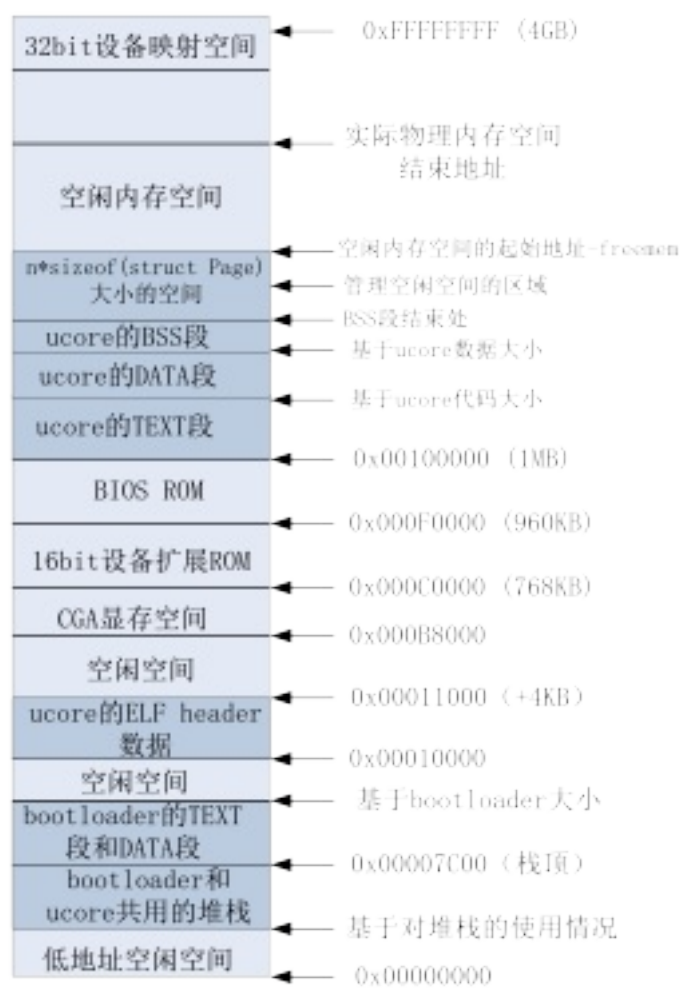 32bit设备映射空间
0xFFFFFFFF (4GB)
实际物理内存空间
结束地址
空闲内存空间
空闲内存空间的起始地址-freemem
n*sizeof(struct Page)
大小的空间
管理空闲空间的区域
BSS段结束处
ucore的BSS段
基于ucore数据大小
ucore的DATA段
基于ucore代码大小
ucore的TEXT段
0x00100000 (1MB)
BIOS ROM
0x000F0000 (960KB)
16bit设备扩展ROM
0x000C0000 (768KB)
CGA显存空间
0x000B8000
空闲空间
0x00011000 (+4KB)
ucore的ELF header
数据
0x00010000
空闲空间
基于bootloader大小
bootloader的TEXT
段和DATA段
0x00007C00 (栈顶)
bootloader和
ucore共用的堆栈
基于对堆栈的使用情况
低地址空闲空间
0x00000000